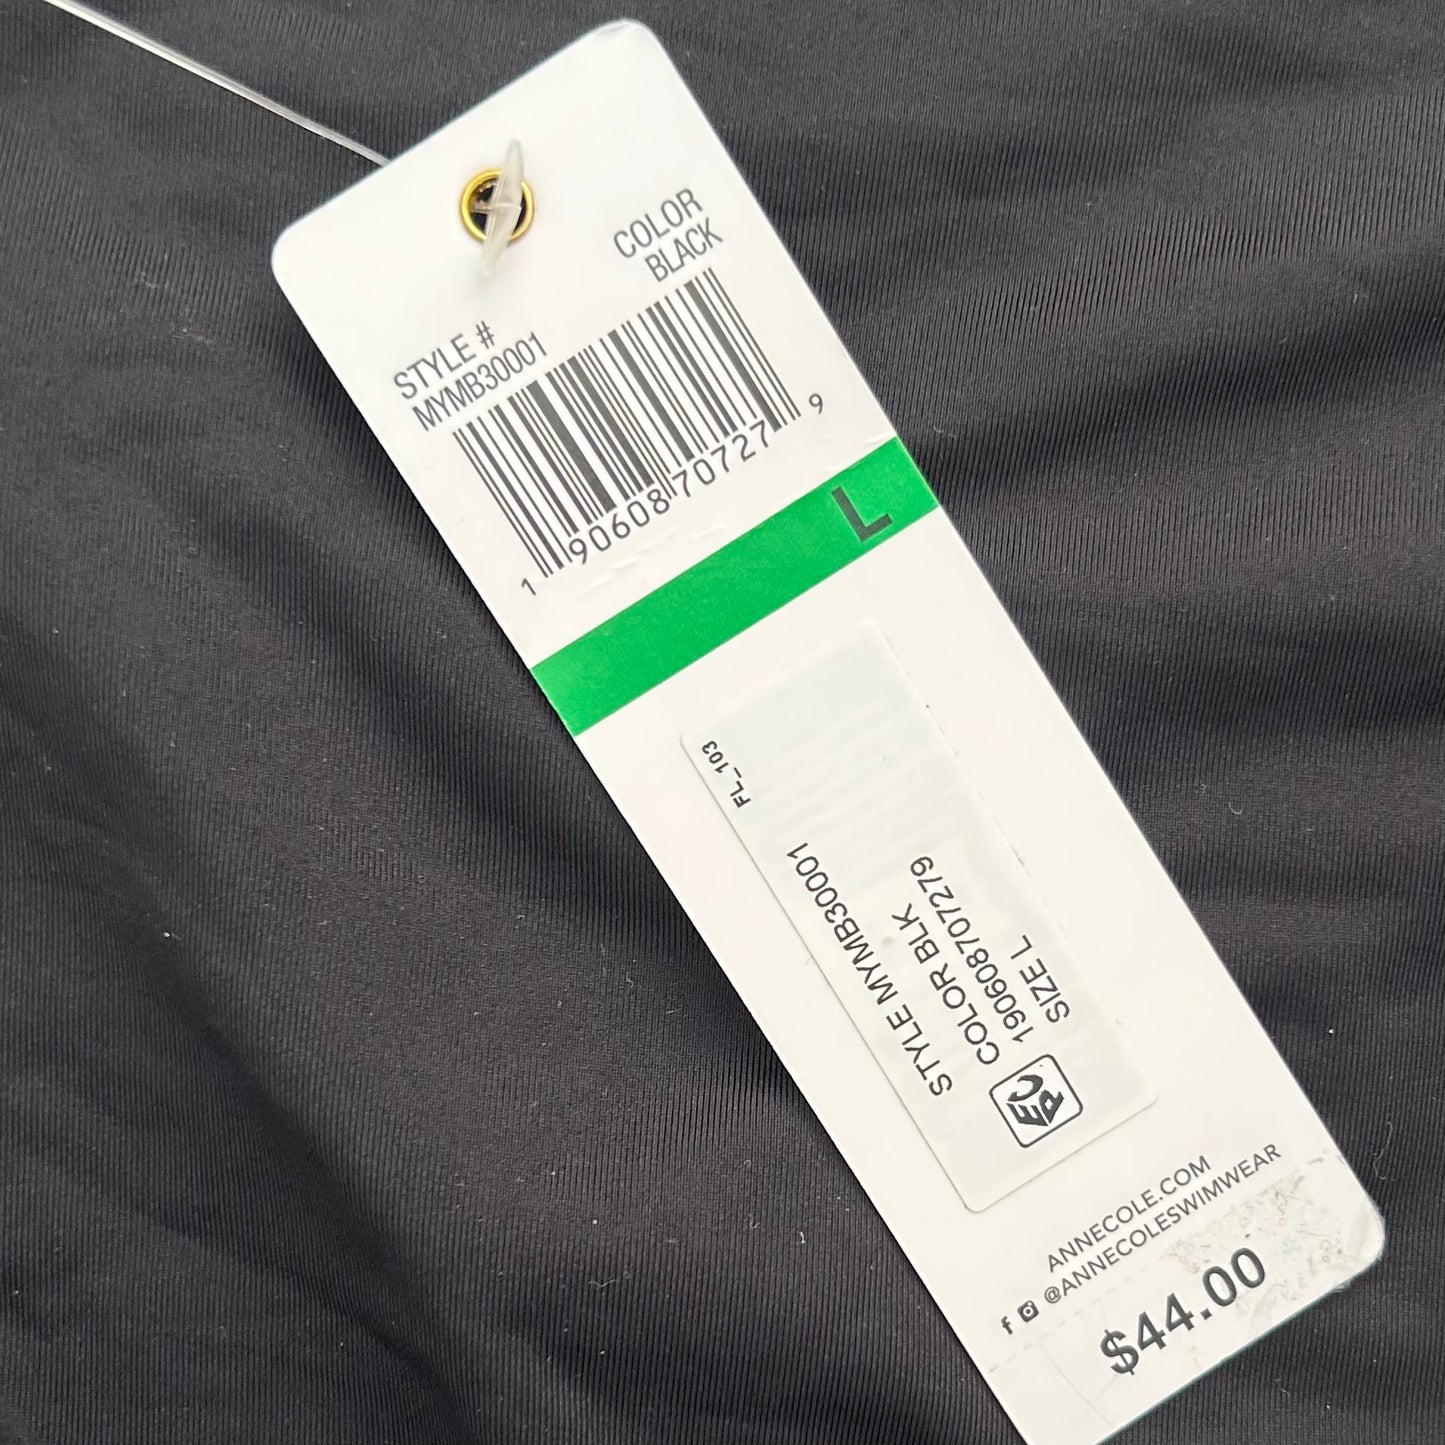 COLOR
BLACK
STYLE #
MYMB30001
1 90608 70727 9
L
FL_103
STYLE MYMB30001
COLOR BLK
190608707279
SIZE L
PEC
ANNECOLE.COM
@ANNECOLESWIMWEAR
$44.00